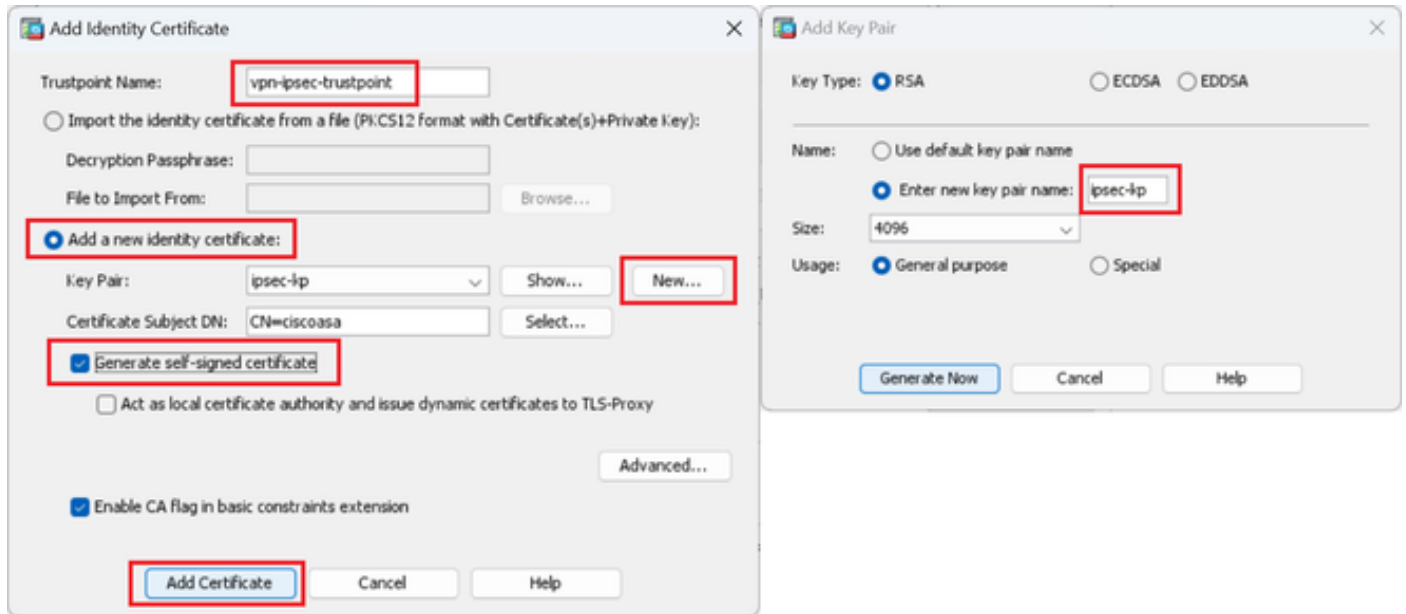 Add Identity Certificate
Trustpoint Name: vpn-ipsec-trustpoint
Import the identity certificate from a file (PKCS12 format with Certificate(s)+Private Key):
Decryption Passphrase:
File to Import From: Browse...
Add a new identity certificate:
Key Pair: ipsec-kp Show... New...
Certificate Subject DN: CN=ciscoasa Select...
Generate self-signed certificate
Act as local certificate authority and issue dynamic certificates to TLS-Proxy
Advanced...
Enable CA flag in basic constraints extension
Add Certificate Cancel Help
Add Key Pair
Key Type: RSA ECDSA EDDSA
Name: Use default key pair name
Enter new key pair name: ipsec-kp
Size: 4096
Usage: General purpose Special
Generate Now Cancel Help